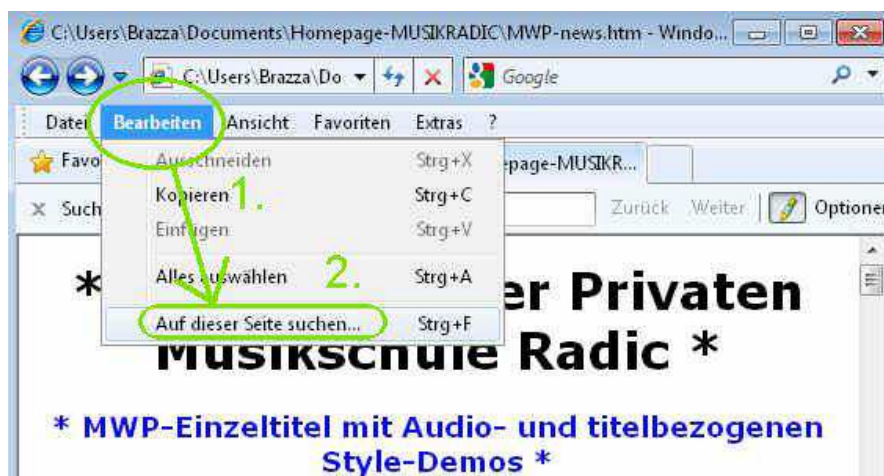 C:\Users\Brazza\Documents\Homepage-MUSIKRADIC\MWP-news.htm - Windo...
C:\Users\Brazza\Do
Google
Datei Bearbeiten Ansicht Favoriten Extras ?
Favo
Ausschneiden Strg+X
epage-MUSIKR...
Kopieren Strg+C
1.
Such
Zurück Weiter Optionen
Einfügen Strg+V
Alles auswählen Strg+A
2.
* er Privaten
Auf dieser Seite suchen... Strg+F
Musikschule Radic *
* MWP-Einzeltitel mit Audio- und titelbezogenen
Style-Demos *